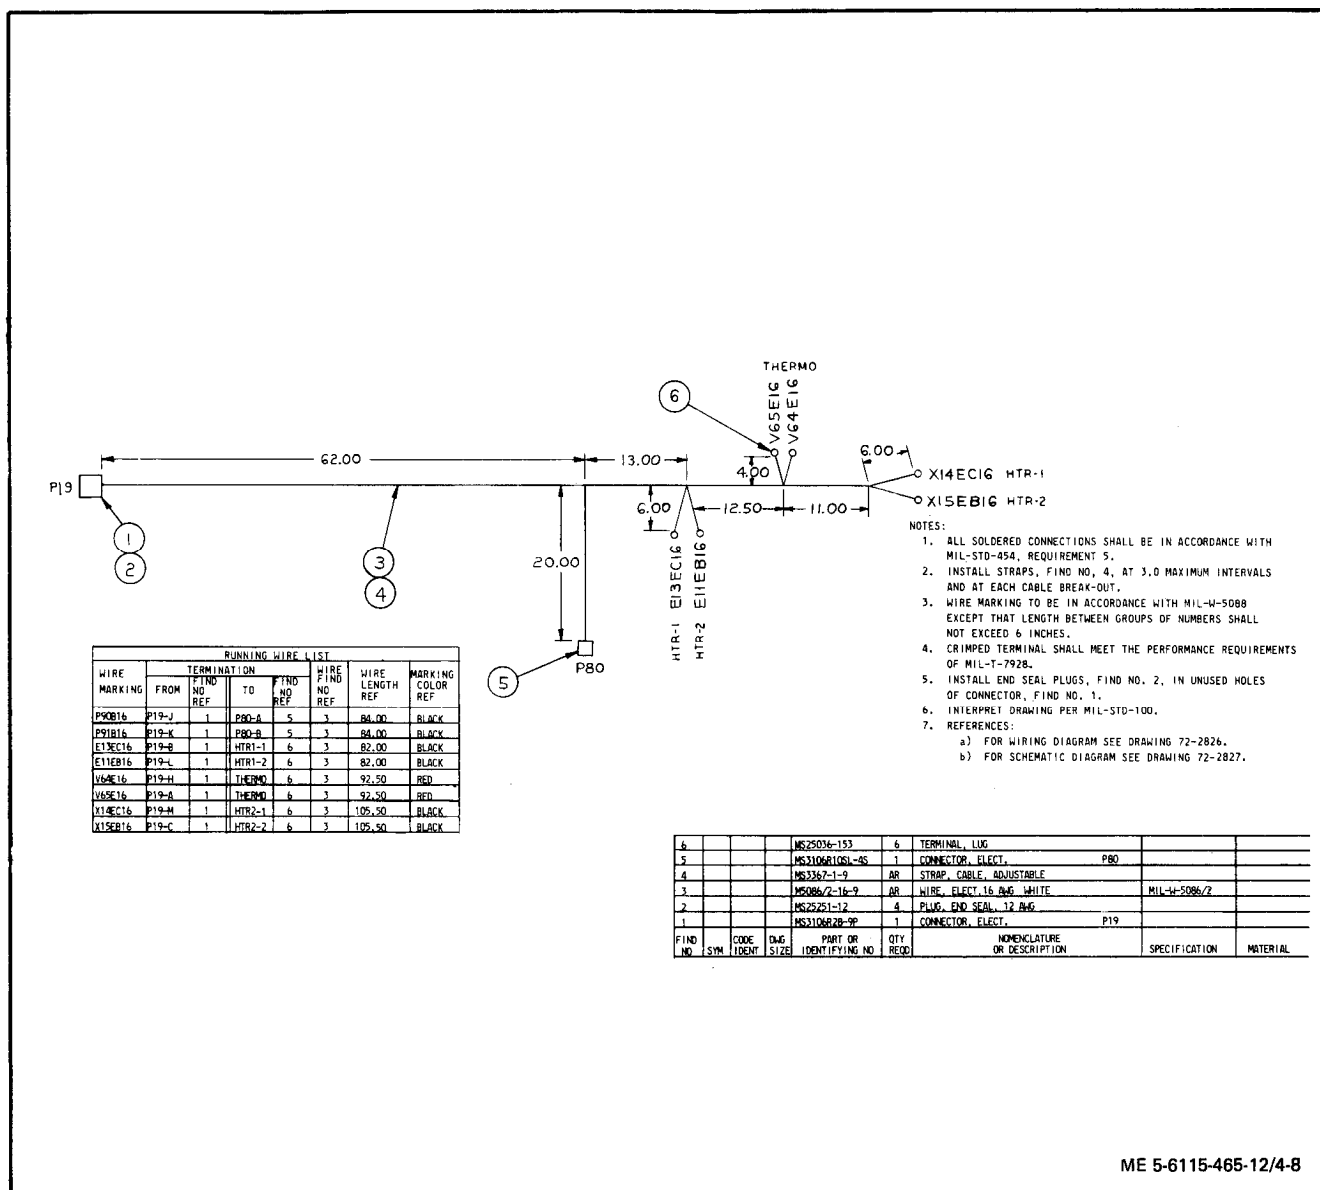 THERMO
6
V65E16
V64E16
62.00
13.00
4.00
6.00
P19
X14EC16 HTR-1
X15EB16 HTR-2
6.00
12.50
11.00
1
2
3
4
20.00
HTR-1 E13EC16
HTR-2 E11EB16
5
P80
NOTES:
1. ALL SOLDERED CONNECTIONS SHALL BE IN ACCORDANCE WITH
MIL-STD-454, REQUIREMENT 5.
2. INSTALL STRAPS, FIND NO, 4, AT 3.0 MAXIMUM INTERVALS
AND AT EACH CABLE BREAK-OUT.
3. WIRE MARKING TO BE IN ACCORDANCE WITH MIL-W-5088
EXCEPT THAT LENGTH BETWEEN GROUPS OF NUMBERS SHALL
NOT EXCEED 6 INCHES.
4. CRIMPED TERMINAL SHALL MEET THE PERFORMANCE REQUIREMENTS
OF MIL-T-7928.
5. INSTALL END SEAL PLUGS, FIND NO. 2, IN UNUSED HOLES
OF CONNECTOR, FIND NO. 1.
6. INTERPRET DRAWING PER MIL-STD-100.
7. REFERENCES:
a) FOR WIRING DIAGRAM SEE DRAWING 72-2826.
b) FOR SCHEMATIC DIAGRAM SEE DRAWING 72-2827.
RUNNING WIRE LIST
WIRE MARKING TERMINATION FROM FIND NO REF TO FIND NO REF WIRE FIND NO REF WIRE LENGTH REF MARKING COLOR REF
P90B16 P19-J 1 P80-A 5 3 84.00 BLACK
P91B16 P19-K 1 P80-B 5 3 84.00 BLACK
E13EC16 P19-B 1 HTR1-1 6 3 82.00 BLACK
E11EB16 P19-L 1 HTR1-2 6 3 82.00 BLACK
V64E16 P19-H 1 THERMO 6 3 92.50 RED
V65E16 P19-A 1 THERMO 6 3 92.50 RED
X14EC16 P19-M 1 HTR2-1 6 3 105.50 BLACK
X15EB16 P19-C 1 HTR2-2 6 3 105.50 BLACK
6 MS25036-153 6 TERMINAL, LUG
5 MS3106R10SL-4S 1 CONNECTOR, ELECT. P80
4 MS3367-1-9 AR STRAP, CABLE, ADJUSTABLE
3 M5086/2-16-9 AR WIRE, ELECT. 16 AWG WHITE MIL-W-5086/2
2 MS25251-12 4 PLUG, END SEAL, 12 AWG
1 MS3106R28-9P 1 CONNECTOR, ELECT. P19
FIND NO SYM CODE IDENT DWG SIZE PART OR IDENTIFYING NO QTY REQD NOMENCLATURE OR DESCRIPTION SPECIFICATION MATERIAL
ME 5-6115-465-12/4-8